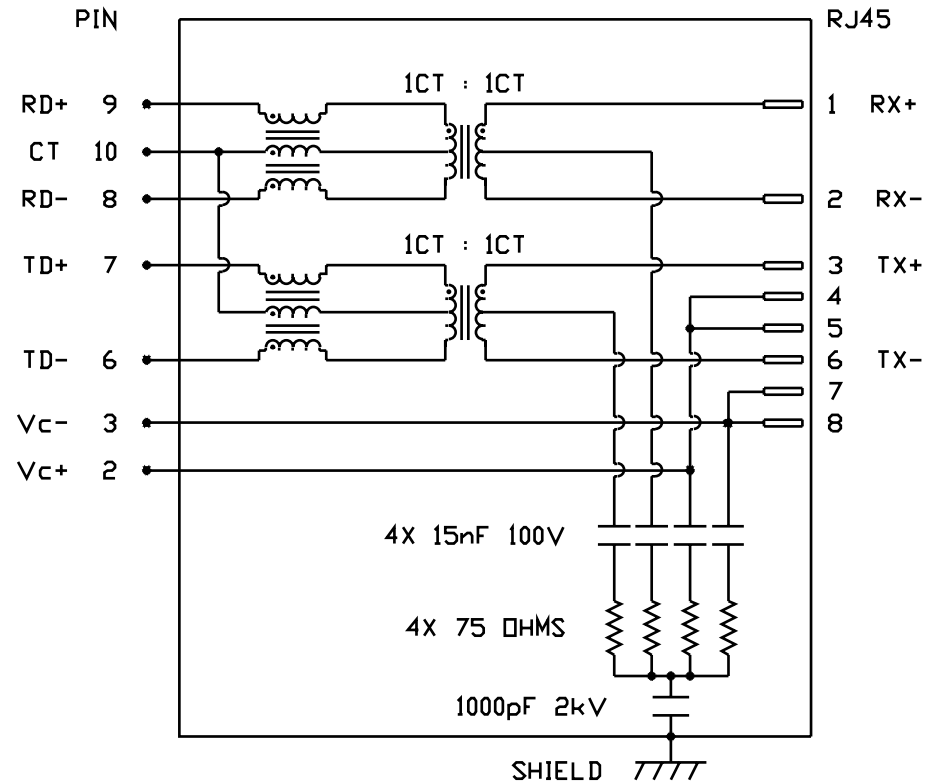 PIN RJ45
1CT : 1CT
RD+ 9 1 RX+
CT 10
RD- 8 2 RX-
1CT : 1CT
TD+ 7 3 TX+
4
5
TD- 6 6 TX-
7
Vc- 3 8
Vc+ 2
4X 15nF 100V
4X 75 OHMS
1000pF 2kV
SHIELD